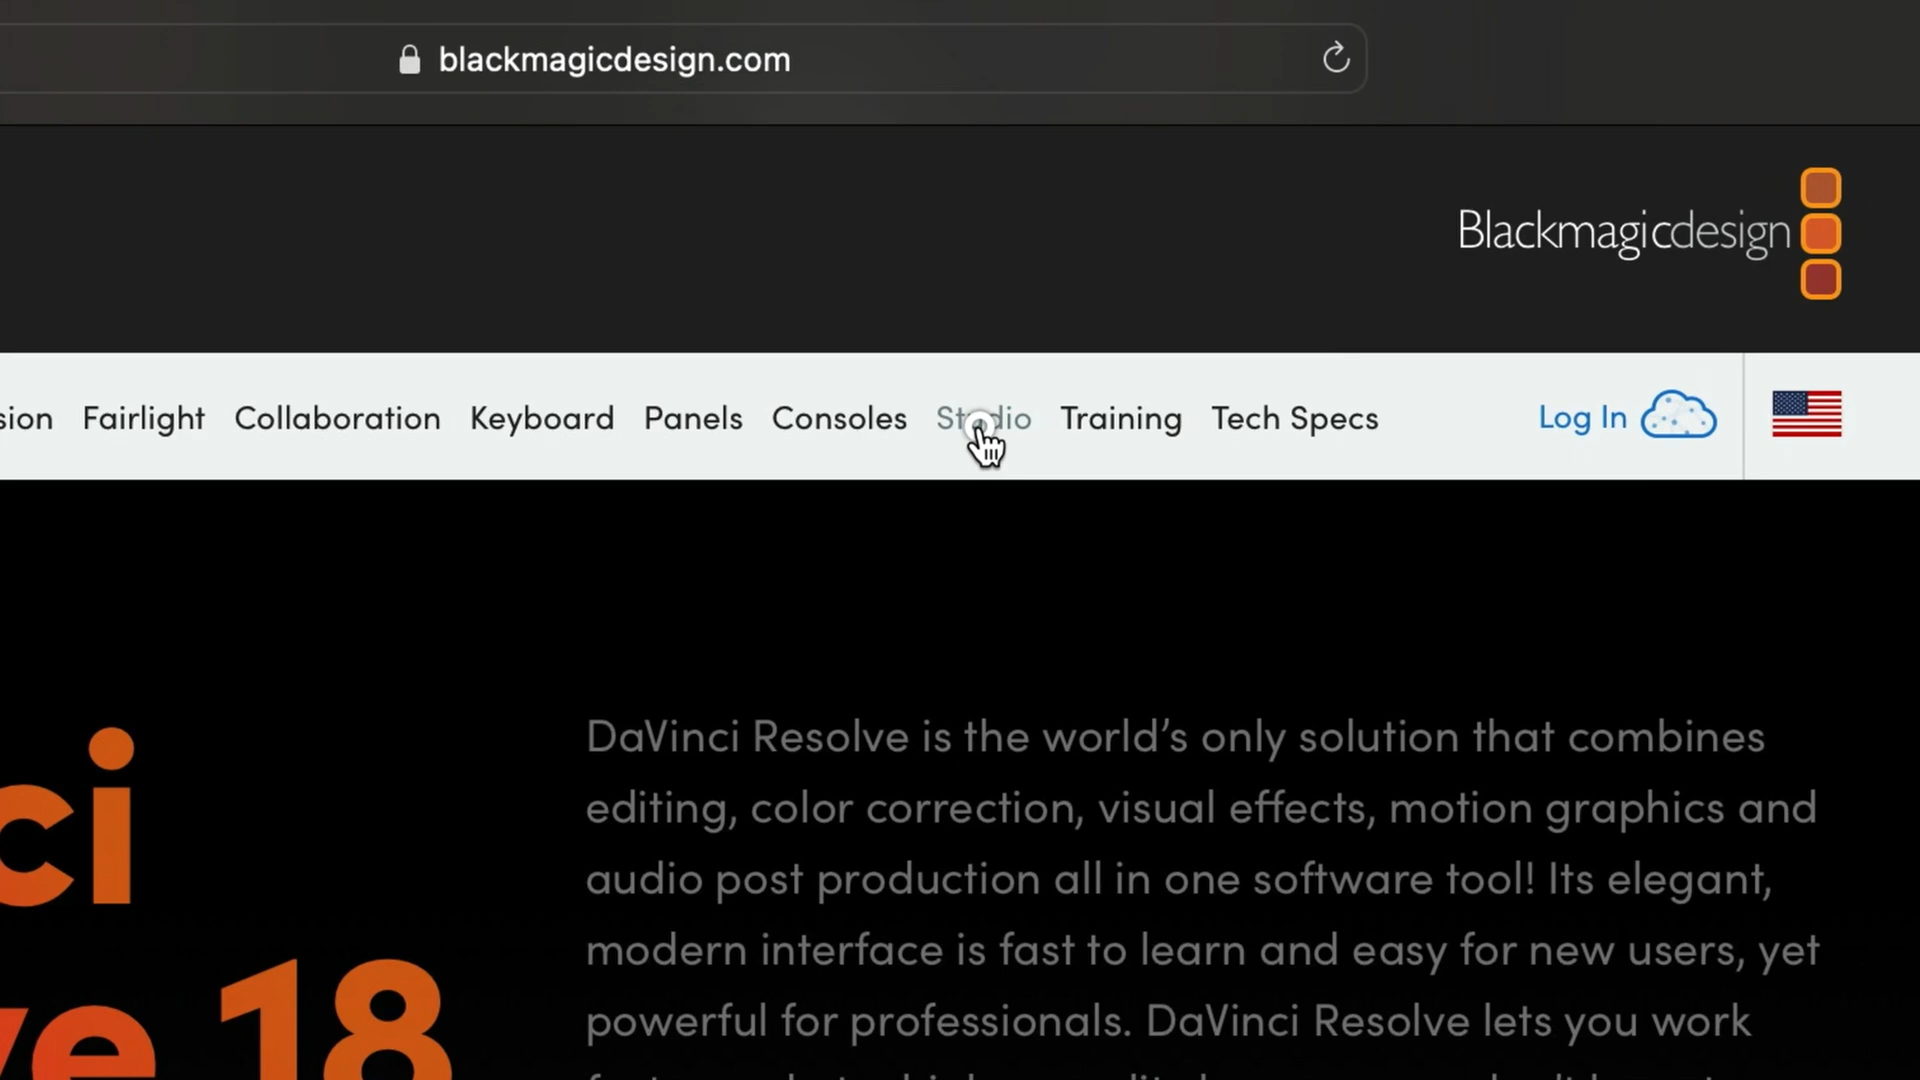 blackmagicdesign.com
Blackmagicdesign
sion Fairlight Collaboration Keyboard Panels Consoles Studio Training Tech Specs Log In
DaVinci Resolve is the world’s only solution that combines
editing, color correction, visual effects, motion graphics and
audio post production all in one software tool! Its elegant,
modern interface is fast to learn and easy for new users, yet
powerful for professionals. DaVinci Resolve lets you work
ci
ve 18